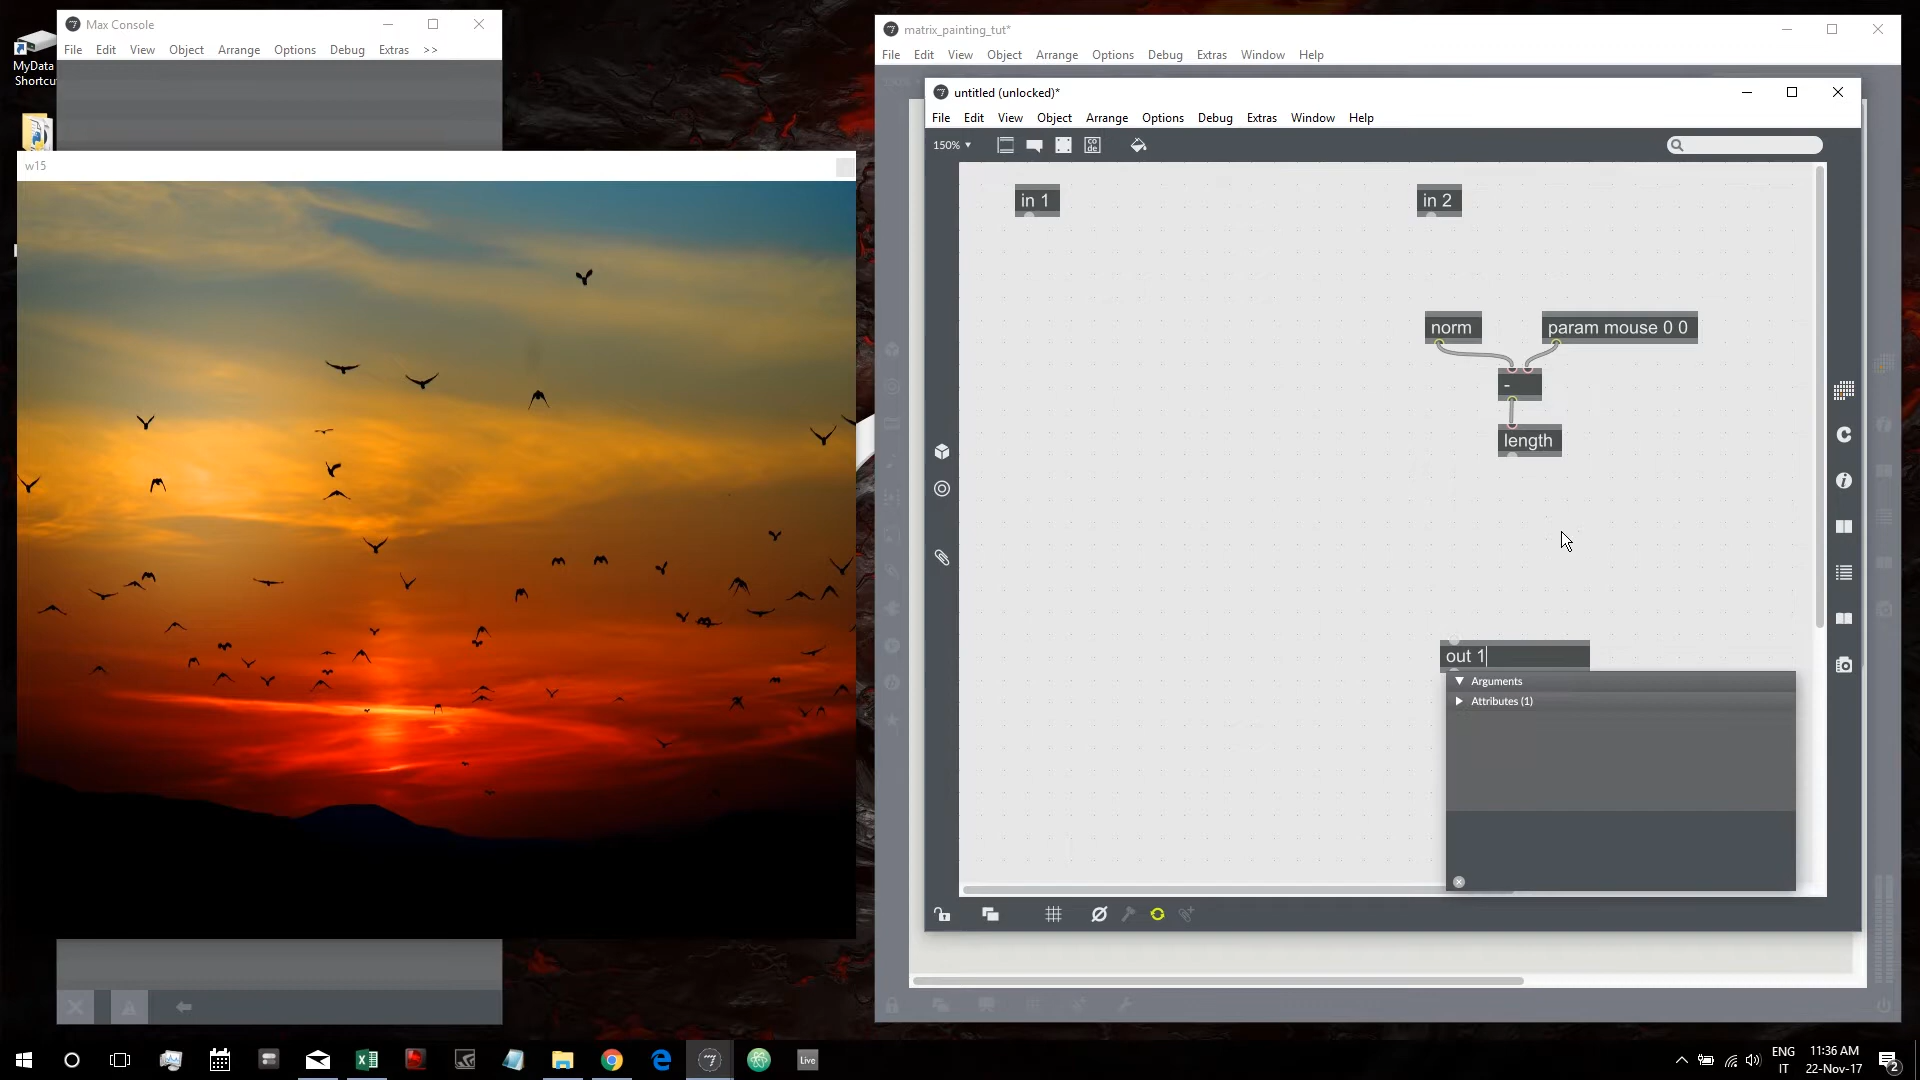 MyData
Shortcu
Max Console
File Edit View Object Arrange Options Debug Extras >>
w15
matrix_painting_tut*
File Edit View Object Arrange Options Debug Extras Window Help
untitled (unlocked)*
File Edit View Object Arrange Options Debug Extras Window Help
150%
in 1
in 2
norm
param mouse 0 0
-
length
out 1
Arguments
Attributes (1)
Live
ENG
IT
11:36 AM
22-Nov-17
2